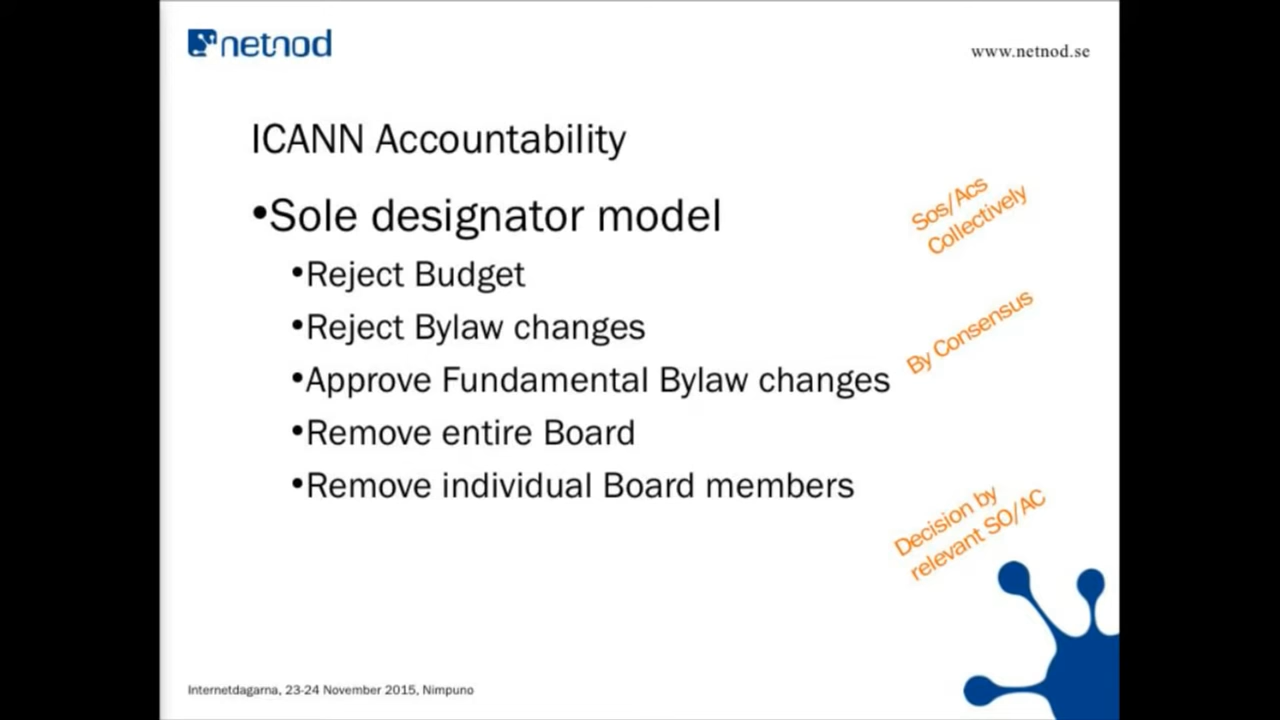 netnod
www.netnod.se
ICANN Accountability
•Sole designator model
•Reject Budget
•Reject Bylaw changes
•Approve Fundamental Bylaw changes
•Remove entire Board
•Remove individual Board members
Sos/Acs
Collectively
By Consensus
Decision by
relevant SO/AC
Internetdagarna, 23-24 November 2015, Nimpuno